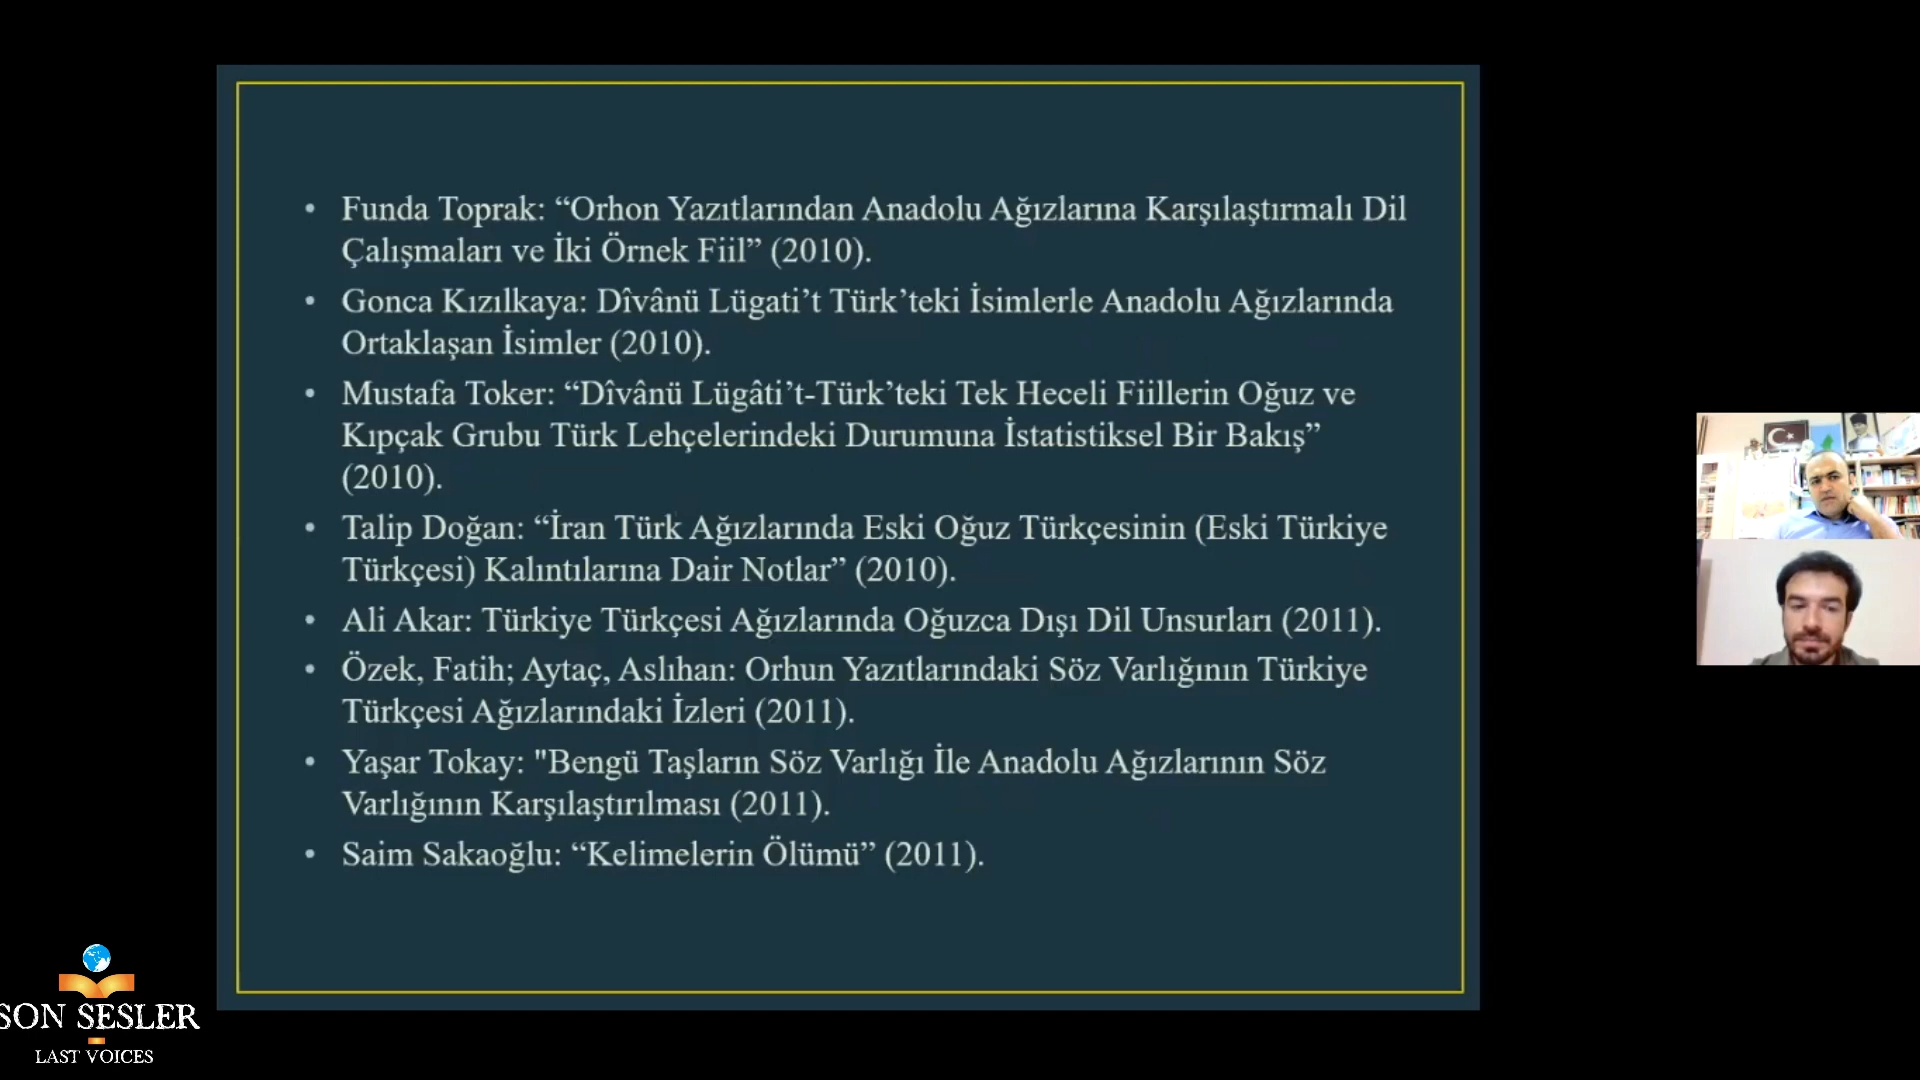 • Funda Toprak: “Orhon Yazıtlarından Anadolu Ağızlarına Karşılaştırmalı Dil
Çalışmaları ve İki Örnek Fiil” (2010).
• Gonca Kızılkaya: Dîvânü Lügati’t Türk’teki İsimlerle Anadolu Ağızlarında
Ortaklaşan İsimler (2010).
• Mustafa Toker: “Dîvânü Lügâti’t-Türk’teki Tek Heceli Fiillerin Oğuz ve
Kıpçak Grubu Türk Lehçelerindeki Durumuna İstatistiksel Bir Bakış”
(2010).
• Talip Doğan: “İran Türk Ağızlarında Eski Oğuz Türkçesinin (Eski Türkiye
Türkçesi) Kalıntılarına Dair Notlar” (2010).
• Ali Akar: Türkiye Türkçesi Ağızlarında Oğuzca Dışı Dil Unsurları (2011).
• Özek, Fatih; Aytaç, Aslıhan: Orhun Yazıtlarındaki Söz Varlığının Türkiye
Türkçesi Ağızlarındaki İzleri (2011).
• Yaşar Tokay: "Bengü Taşların Söz Varlığı İle Anadolu Ağızlarının Söz
Varlığının Karşılaştırılması (2011).
• Saim Sakaoğlu: “Kelimelerin Ölümü” (2011).
SON SESLER
LAST VOICES